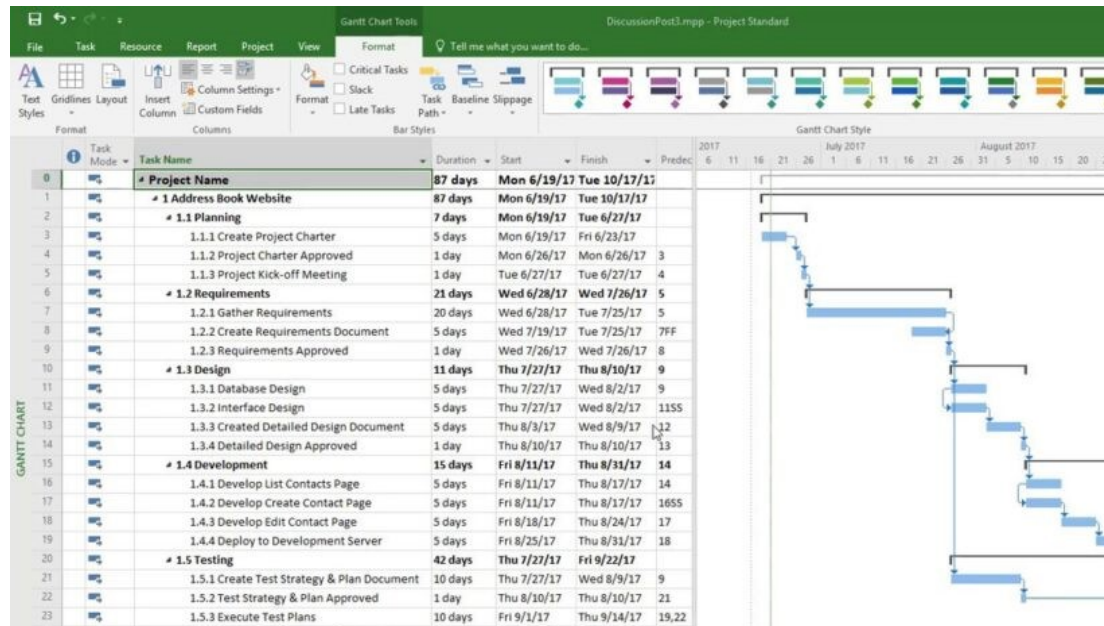 Gantt Chart Tools
DiscussionPost3.mpp - Project Standard
File Task Resource Report Project View Format Tell me what you want to do...
Critical Tasks
Slack
Late Tasks
Column Settings
Custom Fields
Text Styles Gridlines Layout Insert Column Format Task Path Baseline Slippage
Format Columns Bar Styles Gantt Chart Style
Task Mode Task Name Duration Start Finish Predec
2017 July 2017 August 2017
6 11 16 21 26 1 6 11 16 21 26 31 5 10 15 20
0 Project Name 87 days Mon 6/19/17 Tue 10/17/17
1 1 Address Book Website 87 days Mon 6/19/17 Tue 10/17/17
2 1.1 Planning 7 days Mon 6/19/17 Tue 6/27/17
3 1.1.1 Create Project Charter 5 days Mon 6/19/17 Fri 6/23/17
4 1.1.2 Project Charter Approved 1 day Mon 6/26/17 Mon 6/26/17 3
5 1.1.3 Project Kick-off Meeting 1 day Tue 6/27/17 Tue 6/27/17 4
6 1.2 Requirements 21 days Wed 6/28/17 Wed 7/26/17 5
7 1.2.1 Gather Requirements 20 days Wed 6/28/17 Tue 7/25/17 5
8 1.2.2 Create Requirements Document 5 days Wed 7/19/17 Tue 7/25/17 7FF
9 1.2.3 Requirements Approved 1 day Wed 7/26/17 Wed 7/26/17 8
10 1.3 Design 11 days Thu 7/27/17 Thu 8/10/17 9
11 1.3.1 Database Design 5 days Thu 7/27/17 Wed 8/2/17 9
12 1.3.2 Interface Design 5 days Thu 7/27/17 Wed 8/2/17 11SS
13 1.3.3 Created Detailed Design Document 5 days Thu 8/3/17 Wed 8/9/17 12
14 1.3.4 Detailed Design Approved 1 day Thu 8/10/17 Thu 8/10/17 13
15 1.4 Development 15 days Fri 8/11/17 Thu 8/31/17 14
16 1.4.1 Develop List Contacts Page 5 days Fri 8/11/17 Thu 8/17/17 14
17 1.4.2 Develop Create Contact Page 5 days Fri 8/11/17 Thu 8/17/17 16SS
18 1.4.3 Develop Edit Contact Page 5 days Fri 8/18/17 Thu 8/24/17 17
19 1.4.4 Deploy to Development Server 5 days Fri 8/25/17 Thu 8/31/17 18
20 1.5 Testing 42 days Thu 7/27/17 Fri 9/22/17
21 1.5.1 Create Test Strategy & Plan Document 10 days Thu 7/27/17 Wed 8/9/17 9
22 1.5.2 Test Strategy & Plan Approved 1 day Thu 8/10/17 Thu 8/10/17 21
23 1.5.3 Execute Test Plans 10 days Fri 9/1/17 Thu 9/14/17 19,22
GANTT CHART